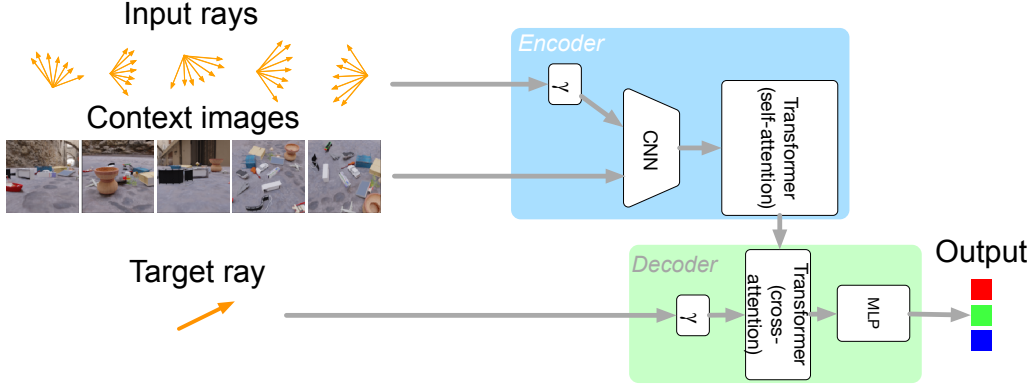 Input rays
Encoder
γ
Context images
CNN
Transformer
(self-attention)
Target ray
Decoder
γ
Transformer
(cross-
attention)
MLP
Output